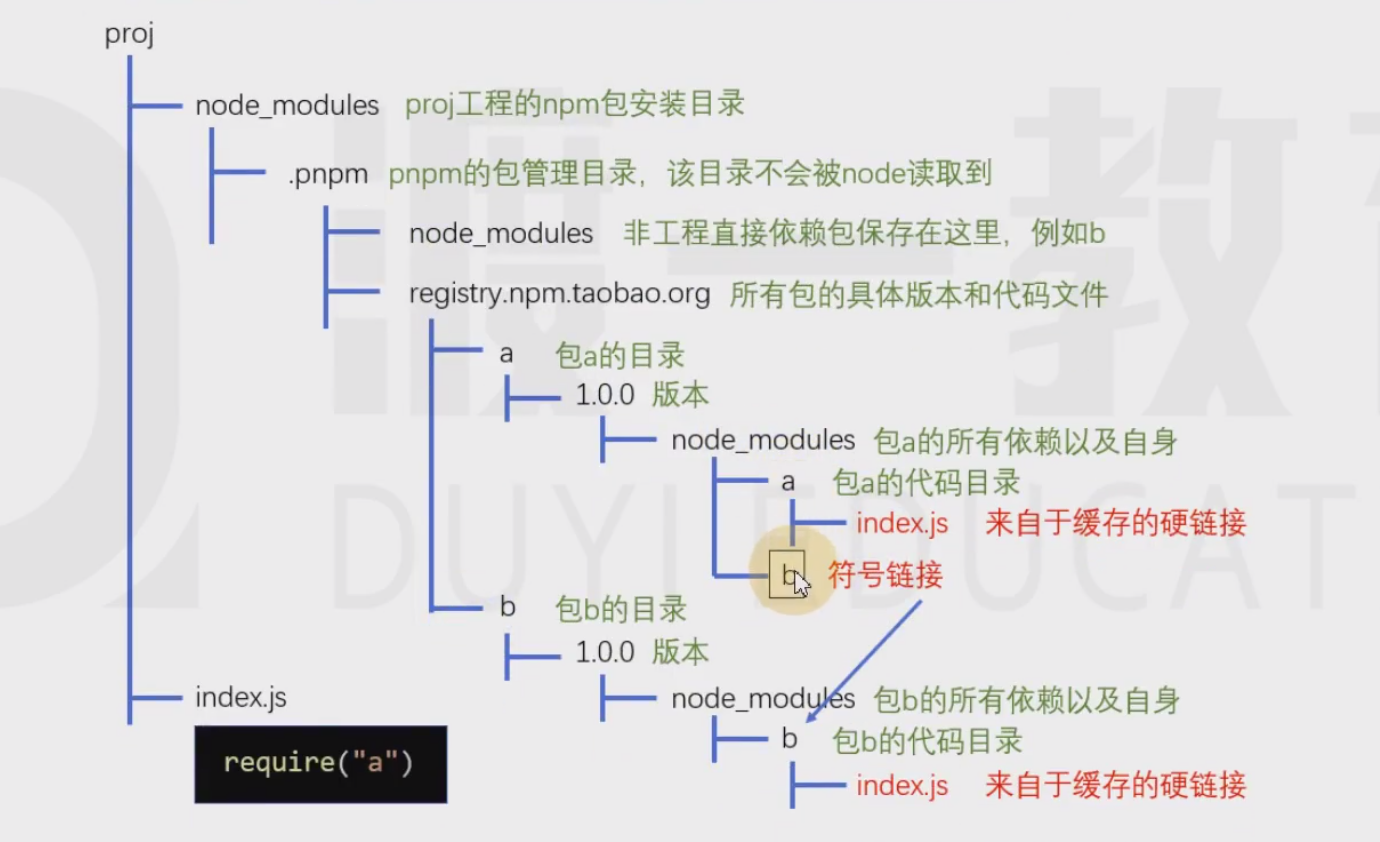 proj
node_modules proj工程的npm包安装目录
.pnpm pnpm的包管理目录，该目录不会被node读取到
node_modules 非工程直接依赖包保存在这里，例如b
registry.npm.taobao.org 所有包的具体版本和代码文件
a 包a的目录
1.0.0 版本
node_modules 包a的所有依赖以及自身
a 包a的代码目录
index.js 来自于缓存的硬链接
b 符号链接
b 包b的目录
1.0.0 版本
node_modules 包b的所有依赖以及自身
b 包b的代码目录
index.js 来自于缓存的硬链接
index.js
require("a")
渡一教
DUYI EDUCAT